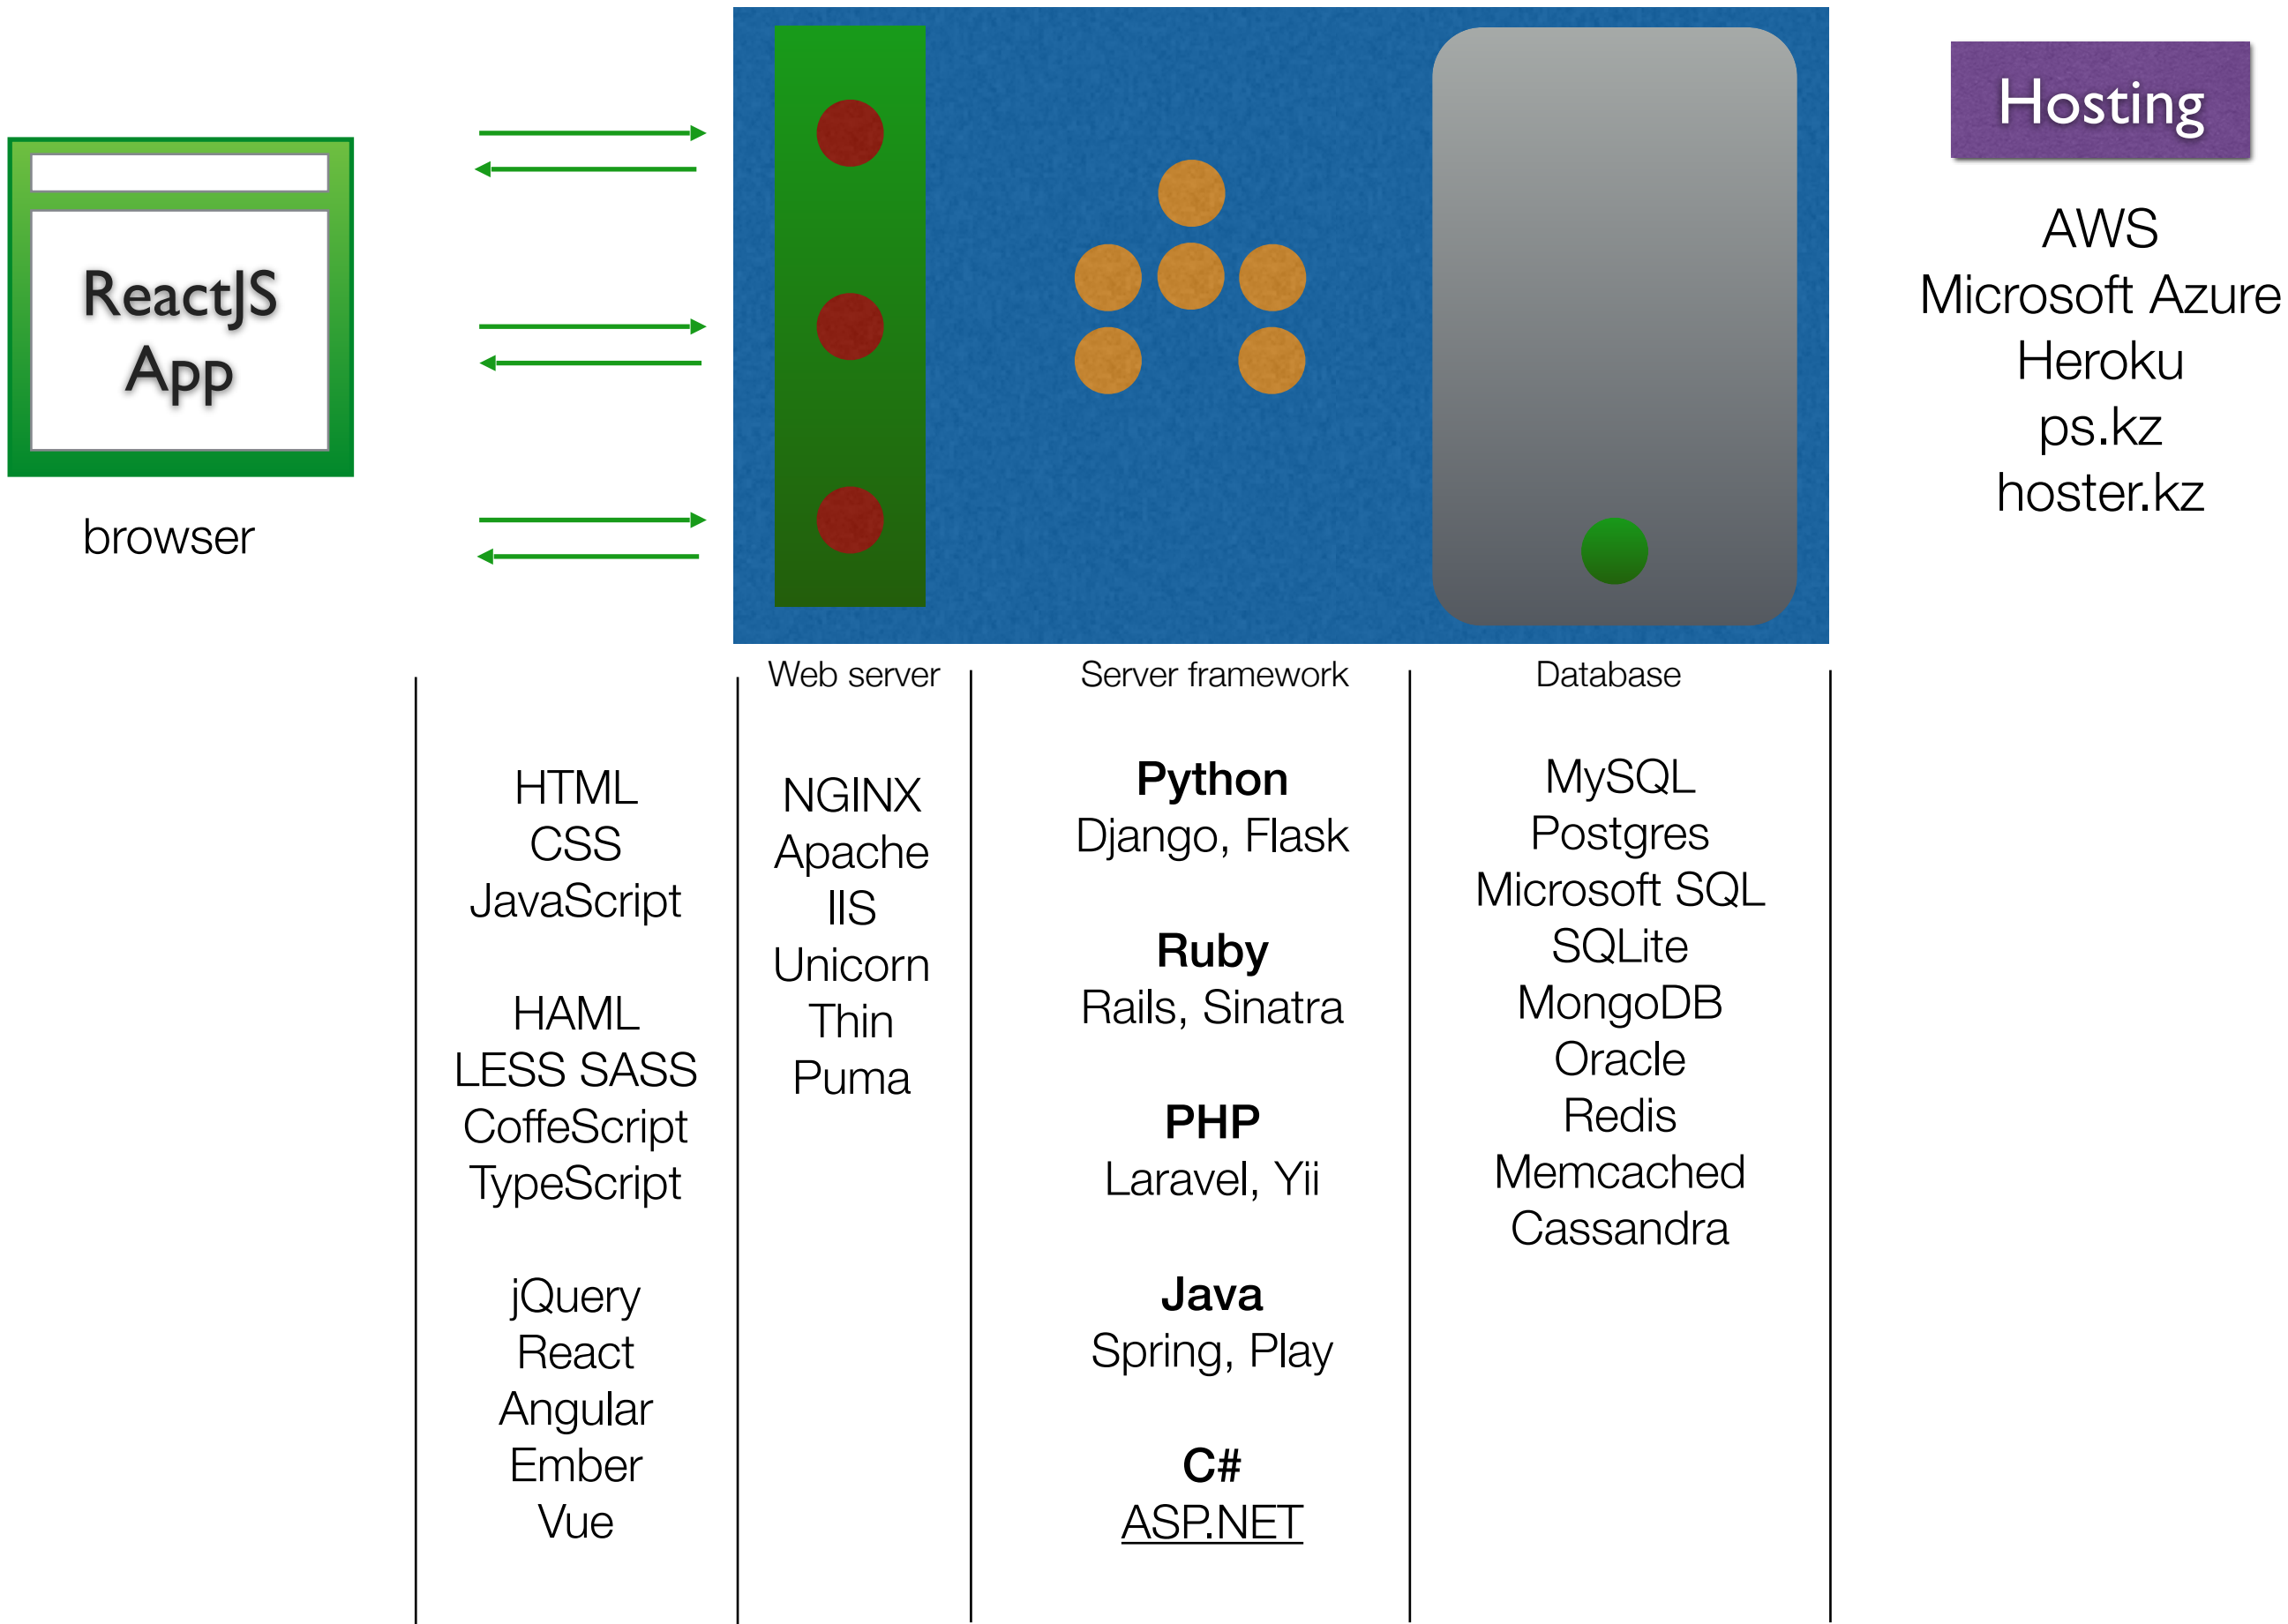 ReactJS
App
browser
Hosting
AWS
Microsoft Azure
Heroku
ps.kz
hoster.kz
HTML
CSS
JavaScript
HAML
LESS SASS
CoffeScript
TypeScript
jQuery
React
Angular
Ember
Vue
Web server
NGINX
Apache
IIS
Unicorn
Thin
Puma
Server framework
Python
Django, Flask
Ruby
Rails, Sinatra
PHP
Laravel, Yii
Java
Spring, Play
C#
ASP.NET
Database
MySQL
Postgres
Microsoft SQL
SQLite
MongoDB
Oracle
Redis
Memcached
Cassandra